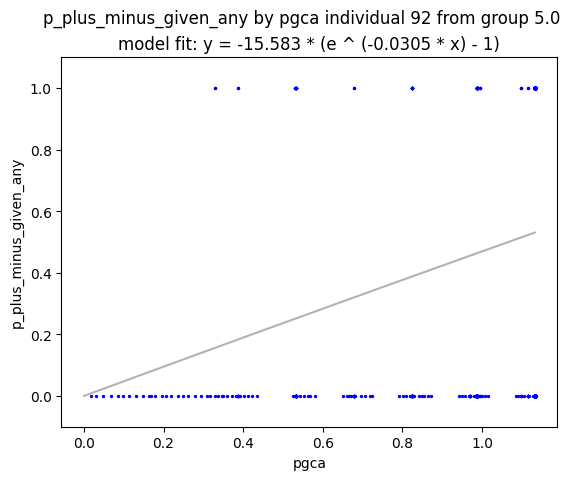 p_plus_minus_given_any by pgca individual 92 from group 5.0
model fit: y = -15.583 * (e ^ (-0.0305 * x) - 1)
1.0
0.8
0.6
0.4
0.2
0.0
p_plus_minus_given_any
0.0 0.2 0.4 0.6 0.8 1.0
pgca